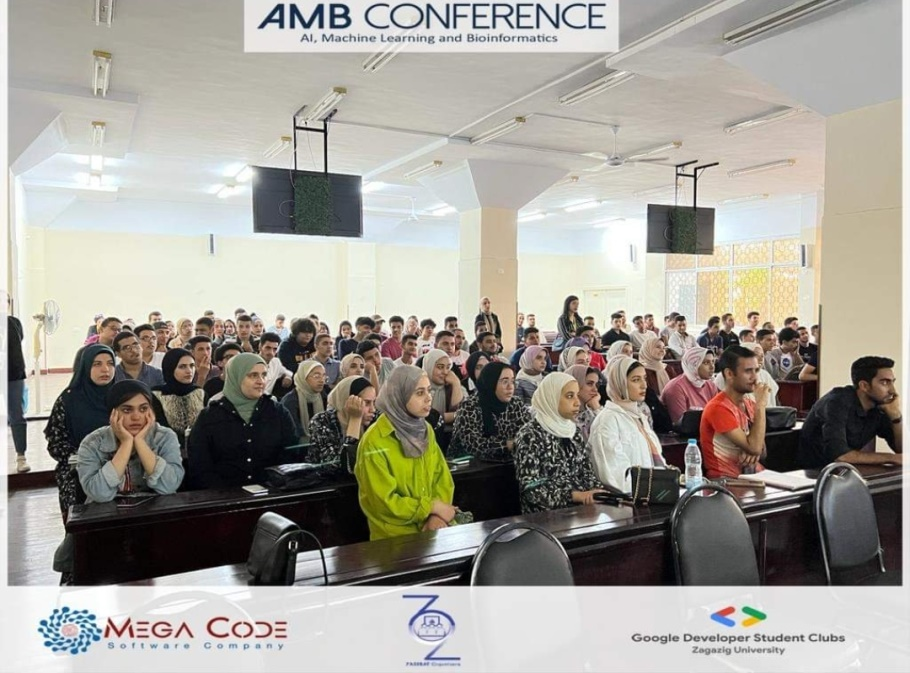 AMB CONFERENCE
AI, Machine Learning and Bioinformatics
MEGA CODE
Software Company
Google Developer Student Clubs
Zagazig University